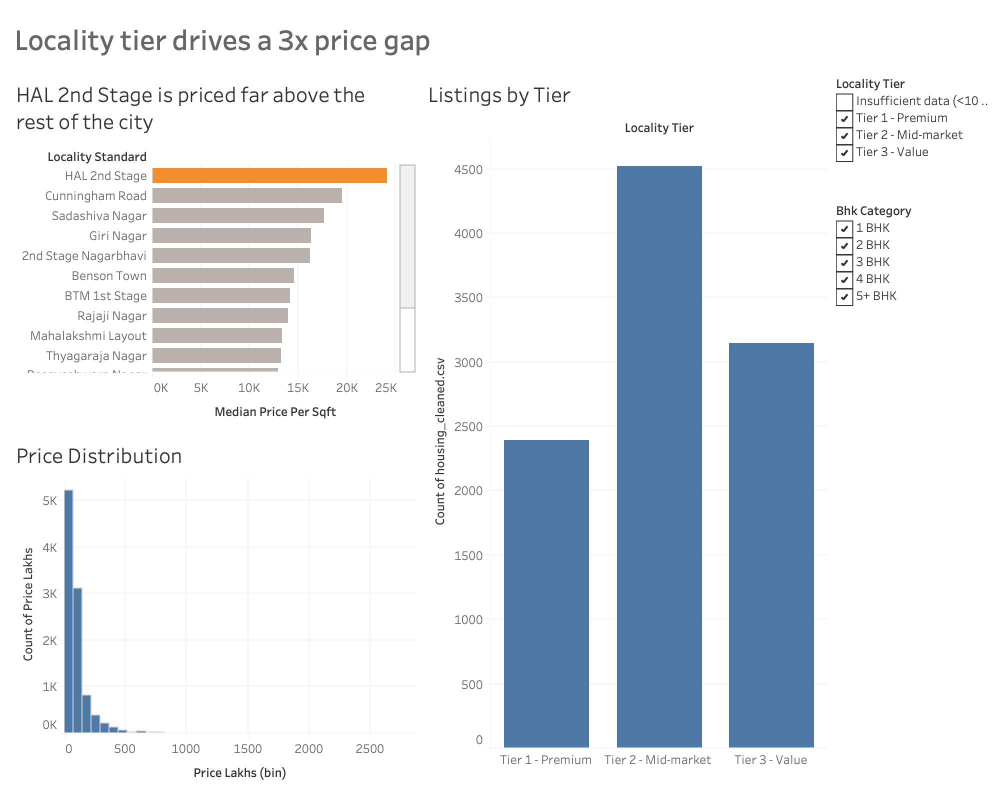 Locality tier drives a 3x price gap
HAL 2nd Stage is priced far above the
rest of the city
Locality Standard
HAL 2nd Stage
Cunningham Road
Sadashiva Nagar
Giri Nagar
2nd Stage Nagarbhavi
Benson Town
BTM 1st Stage
Rajaji Nagar
Mahalakshmi Layout
Thyagaraja Nagar
0K 5K 10K 15K 20K 25K
Median Price Per Sqft
Price Distribution
Count of Price Lakhs
5K
4K
3K
2K
1K
0K
0 500 1000 1500 2000 2500
Price Lakhs (bin)
Listings by Tier
Locality Tier
Count of housing_cleaned.csv
4500
4000
3500
3000
2500
2000
1500
1000
500
0
Tier 1 - Premium Tier 2 - Mid-market Tier 3 - Value
Locality Tier
Insufficient data (<10 ..
Tier 1 - Premium
Tier 2 - Mid-market
Tier 3 - Value
Bhk Category
1 BHK
2 BHK
3 BHK
4 BHK
5+ BHK